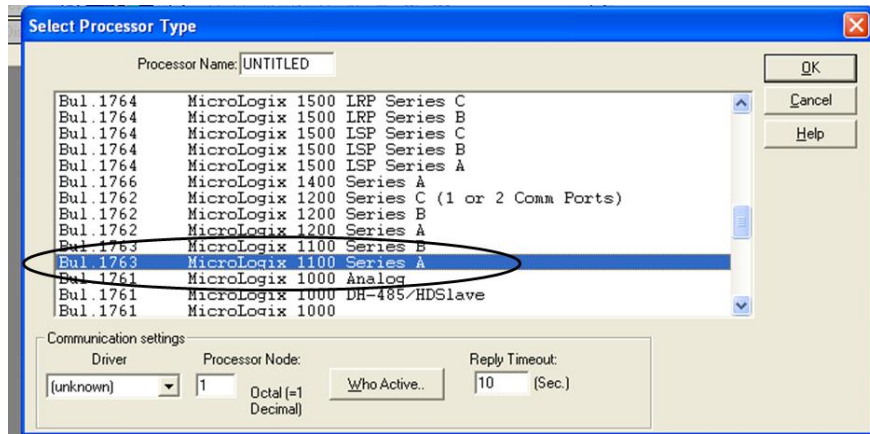 Select Processor Type
Processor Name: UNTITLED
OK
Cancel
Help
Bul.1764 MicroLogix 1500 LRP Series C
Bul.1764 MicroLogix 1500 LRP Series B
Bul.1764 MicroLogix 1500 LSP Series C
Bul.1764 MicroLogix 1500 LSP Series B
Bul.1764 MicroLogix 1500 LSP Series A
Bul.1766 MicroLogix 1400 Series A
Bul.1762 MicroLogix 1200 Series C (1 or 2 Comm Ports)
Bul.1762 MicroLogix 1200 Series B
Bul.1762 MicroLogix 1200 Series A
Bul.1763 MicroLogix 1100 Series B
Bul.1763 MicroLogix 1100 Series A
Bul.1761 MicroLogix 1000 Analog
Bul.1761 MicroLogix 1000 DH-485/HDSlave
Bul.1761 MicroLogix 1000
Communication settings
Driver Processor Node: Reply Timeout:
(unknown) 1 Octal (=1 Decimal) Who Active.. 10 (Sec.)